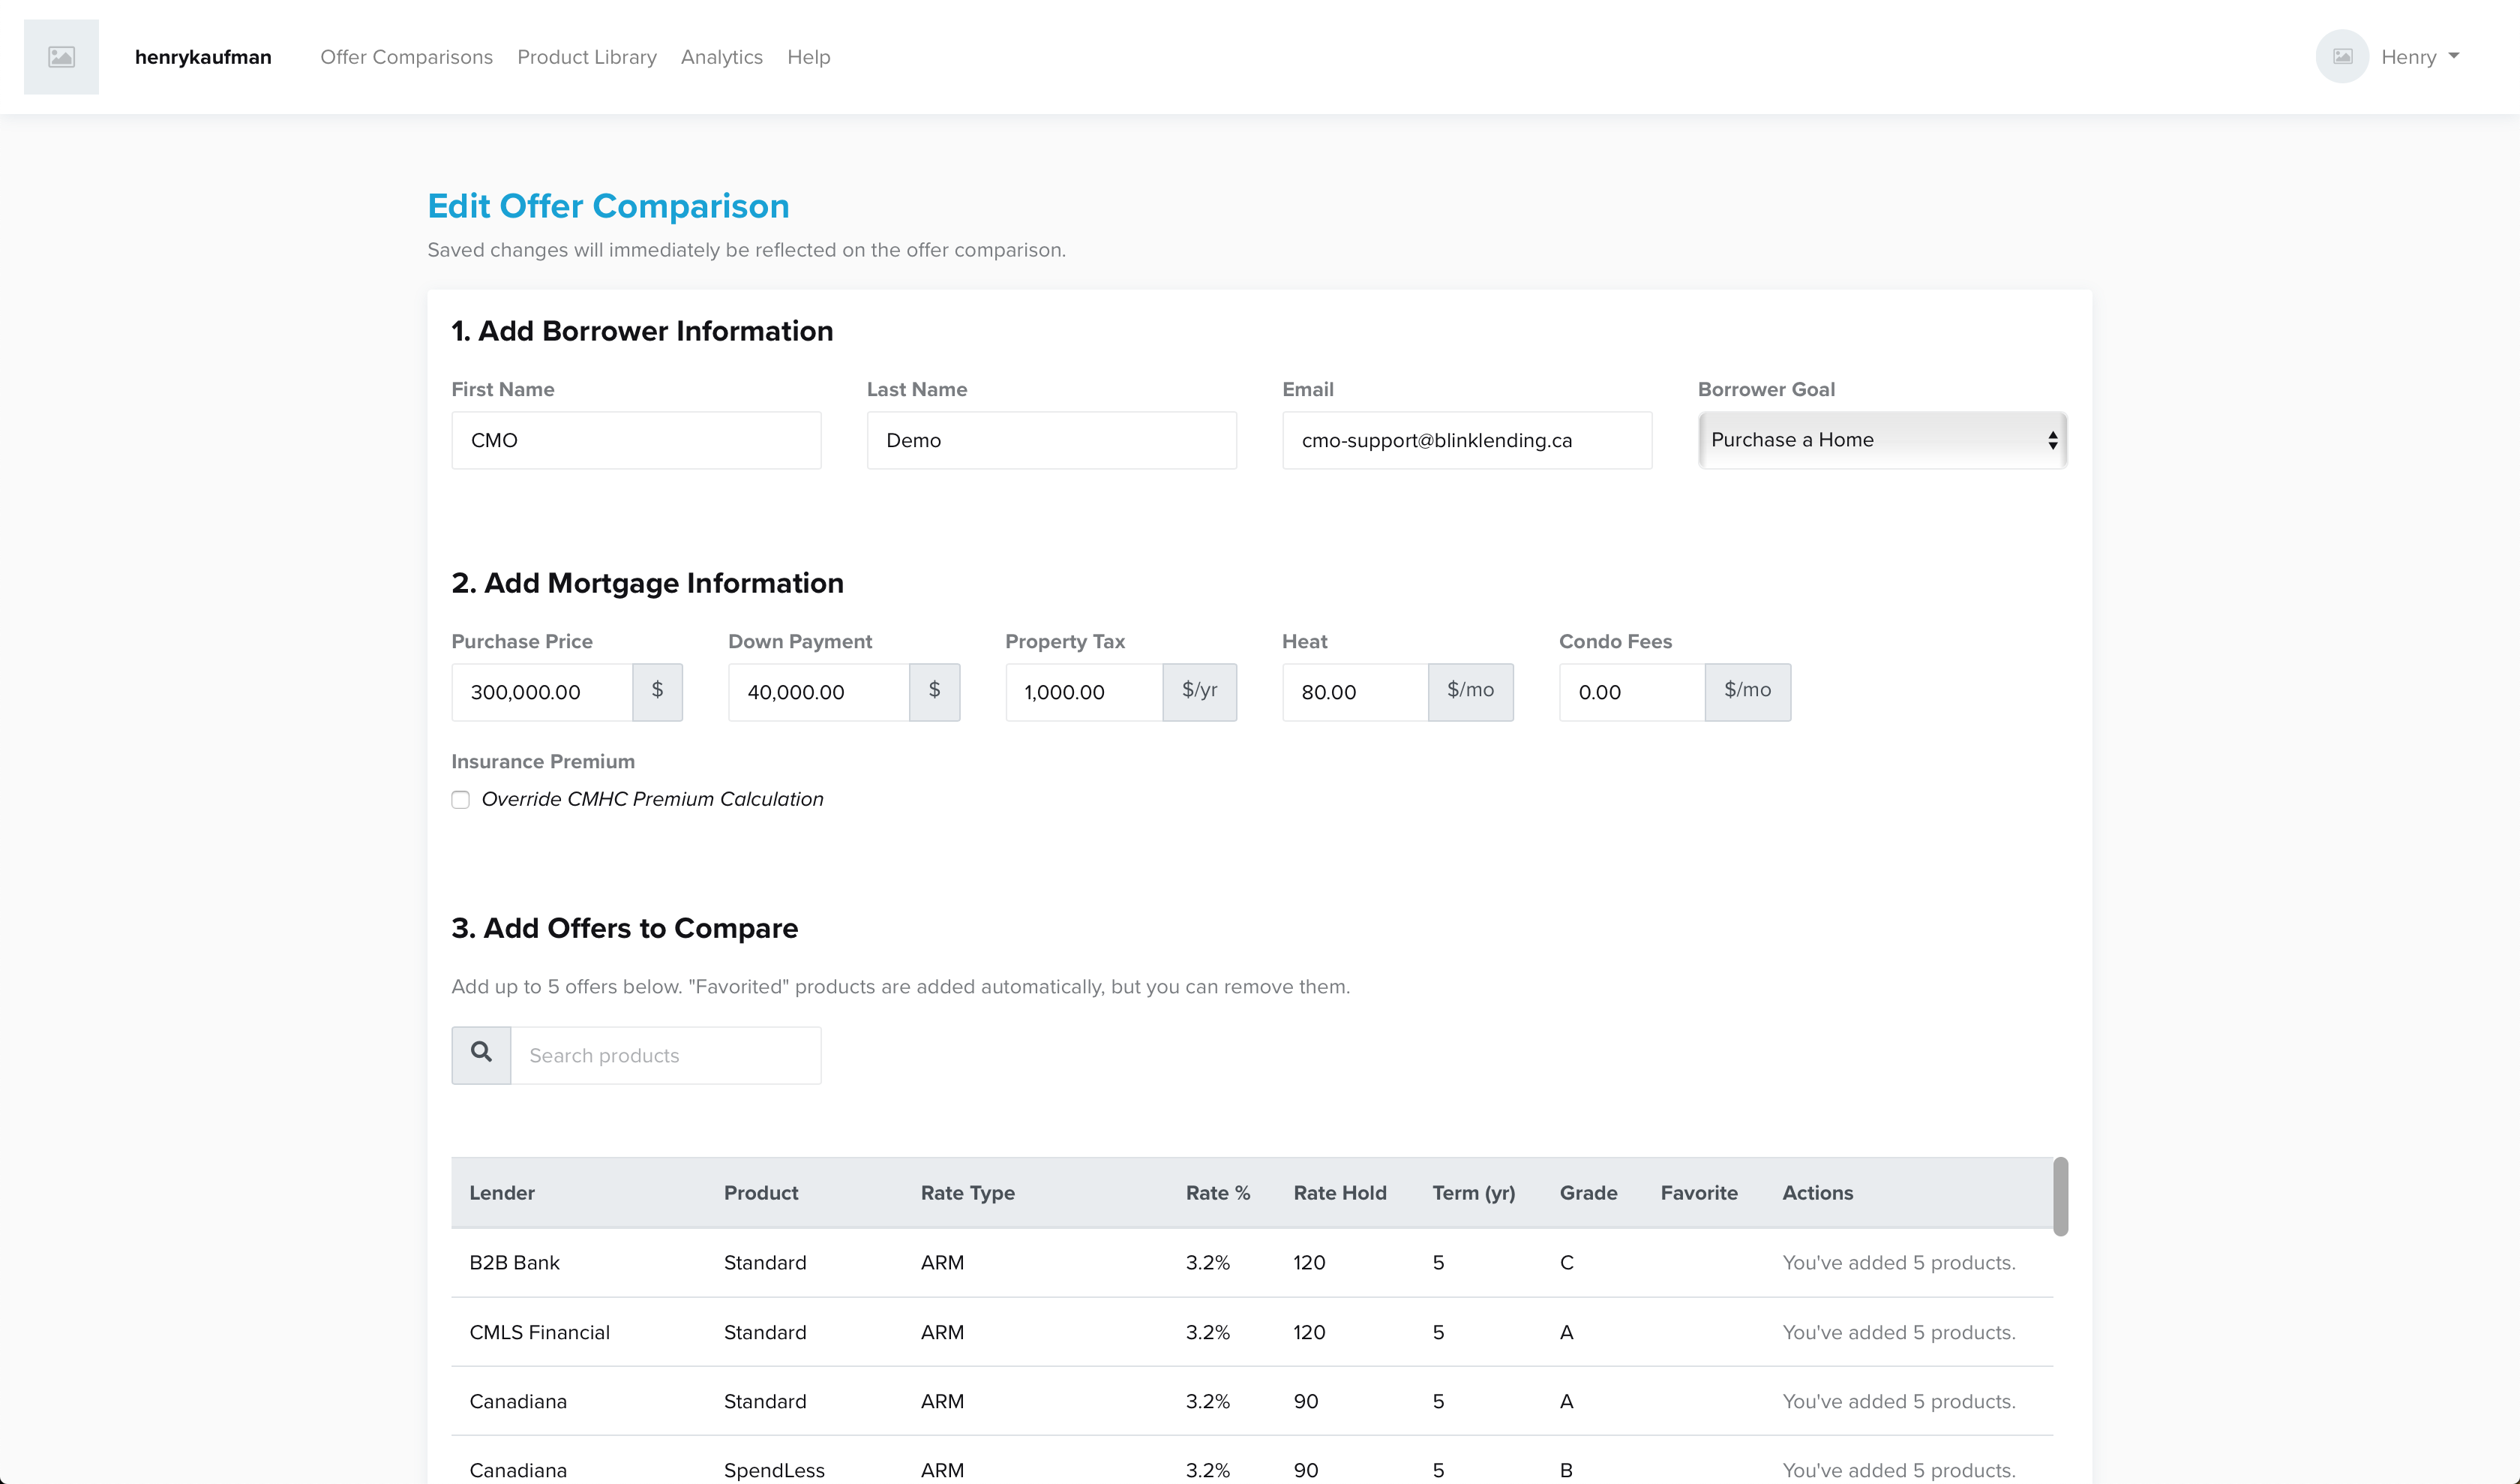 henrykaufman Offer Comparisons Product Library Analytics Help Henry
Edit Offer Comparison
Saved changes will immediately be reflected on the offer comparison.
1. Add Borrower Information
First Name Last Name Email Borrower Goal
CMO Demo cmo-support@blinklending.ca Purchase a Home
2. Add Mortgage Information
Purchase Price Down Payment Property Tax Heat Condo Fees
300,000.00 $ 40,000.00 $ 1,000.00 $/yr 80.00 $/mo 0.00 $/mo
Insurance Premium
Override CMHC Premium Calculation
3. Add Offers to Compare
Add up to 5 offers below. "Favorited" products are added automatically, but you can remove them.
Search products
Lender Product Rate Type Rate % Rate Hold Term (yr) Grade Favorite Actions
B2B Bank Standard ARM 3.2% 120 5 C You've added 5 products.
CMLS Financial Standard ARM 3.2% 120 5 A You've added 5 products.
Canadiana Standard ARM 3.2% 90 5 A You've added 5 products.
Canadiana SpendLess ARM 3.2% 90 5 B You've added 5 products.